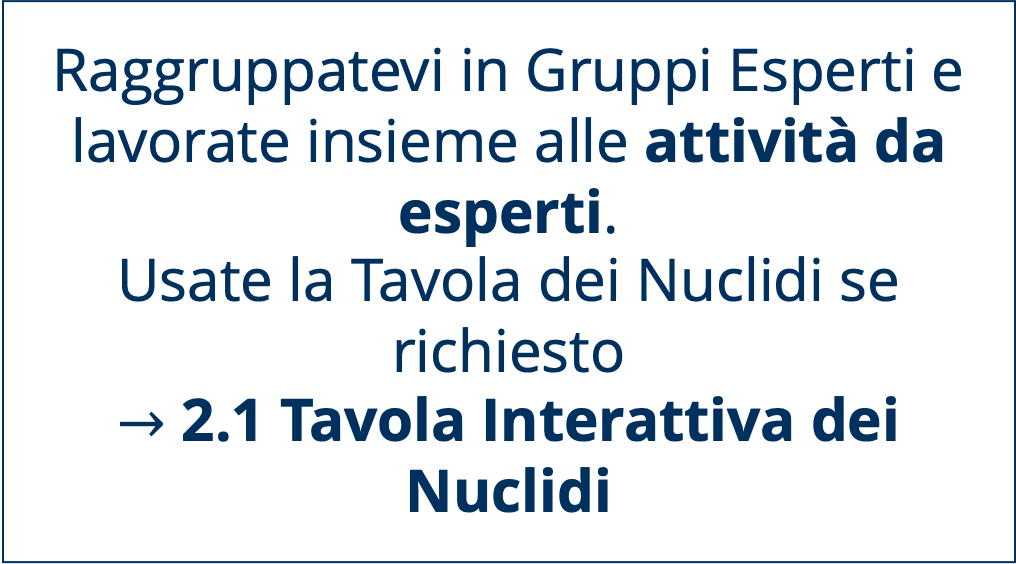 Raggruppatevi in Gruppi Esperti e
lavorate insieme alle attività da
esperti.
Usate la Tavola dei Nuclidi se
richiesto
→ 2.1 Tavola Interattiva dei
Nuclidi